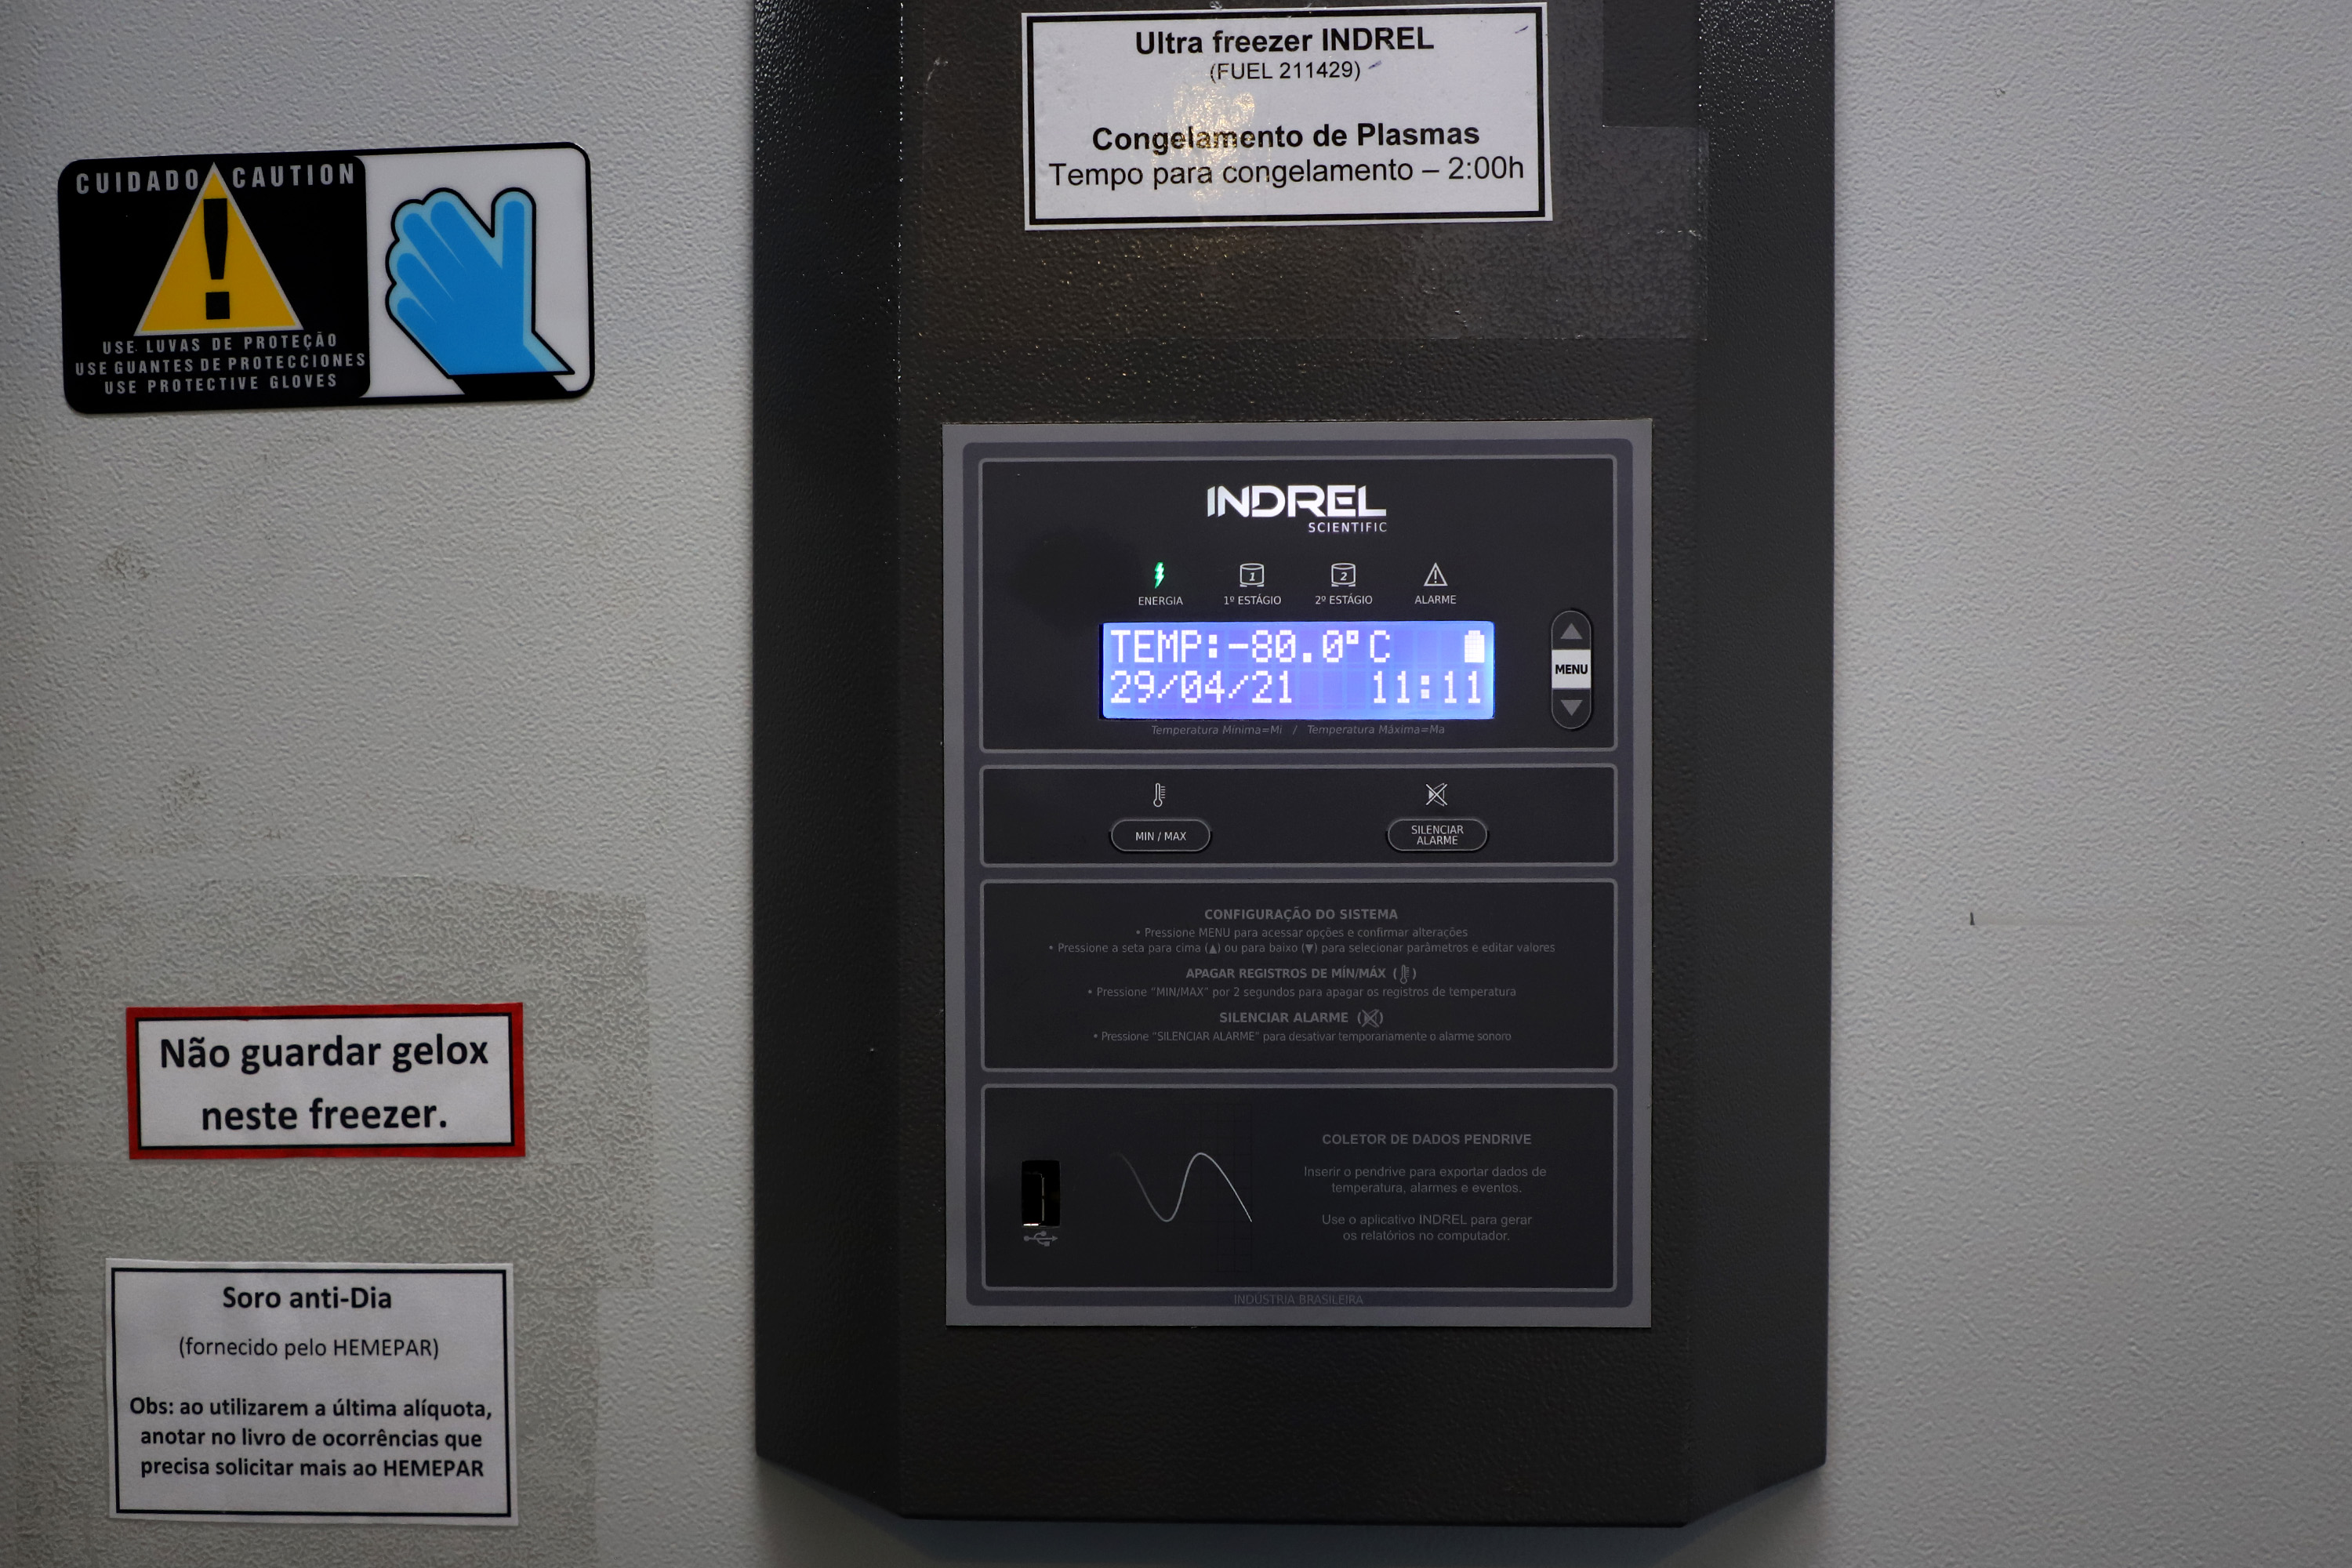 Ultra freezer INDREL
(FUEL 211429)
Congelamento de Plasmas
Tempo para congelamento – 2:00h
CUIDADO CAUTION
USE LUVAS DE PROTEÇÃO
USE GUANTES DE PROTECCIONES
USE PROTECTIVE GLOVES
INDREL
SCIENTIFIC
ENERGIA
1
1º ESTÁGIO
2
2º ESTÁGIO
ALARME
TEMP:-80.0°C
29/04/21 11:11
MENU
Temperatura Mínima=Mi / Temperatura Máxima=Ma
MIN / MAX
SILENCIAR
ALARME
CONFIGURAÇÃO DO SISTEMA
• Pressione MENU para acessar opções e confirmar alterações
• Pressione a seta para cima (▲) ou para baixo (▼) para selecionar parâmetros e editar valores
APAGAR REGISTROS DE MÍN/MÁX ( )
• Pressione “MIN/MAX” por 2 segundos para apagar os registros de temperatura
SILENCIAR ALARME ( )
• Pressione “SILENCIAR ALARME” para desativar temporariamente o alarme sonoro
COLETOR DE DADOS PENDRIVE
Inserir o pendrive para exportar dados de
temperatura, alarmes e eventos.
Use o aplicativo INDREL para gerar
os relatórios no computador.
INDÚSTRIA BRASILEIRA
Não guardar gelox
neste freezer.
Soro anti-Dia
(fornecido pelo HEMEPAR)
Obs: ao utilizarem a última alíquota,
anotar no livro de ocorrências que
precisa solicitar mais ao HEMEPAR